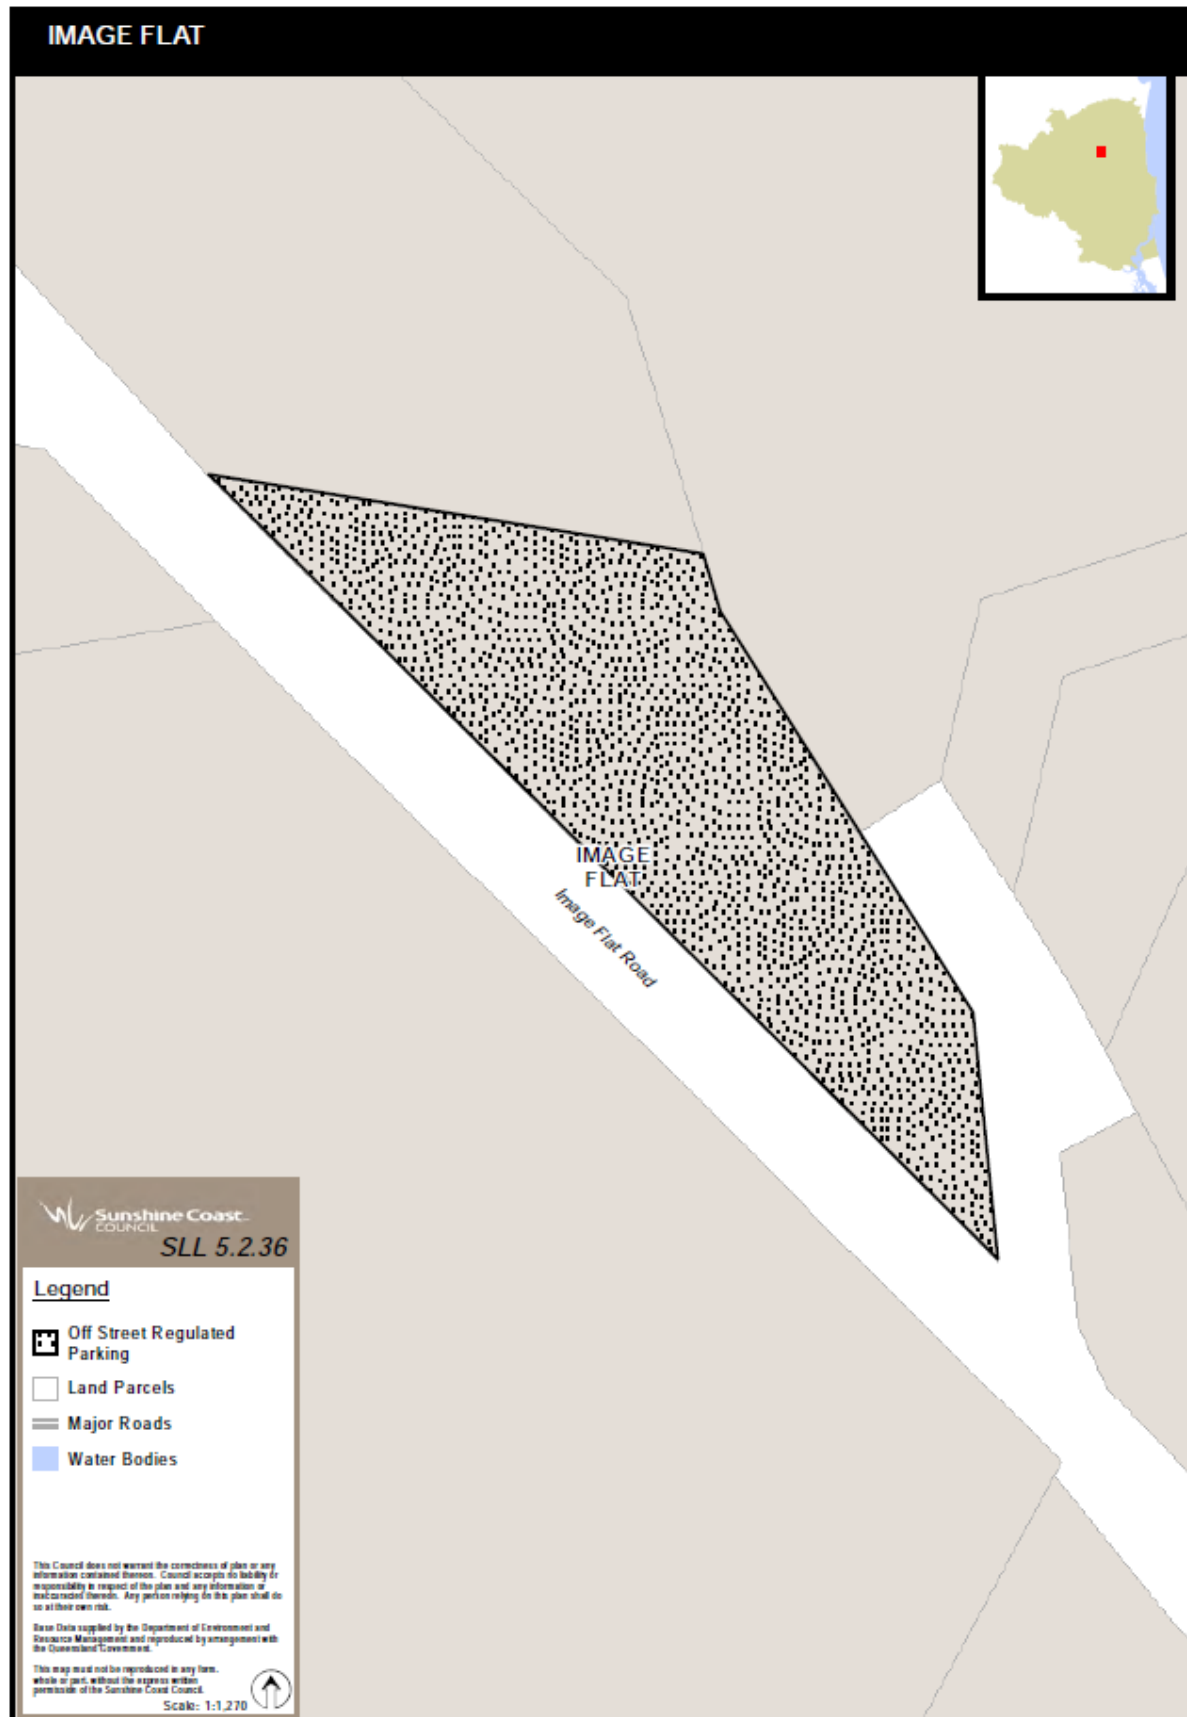 IMAGE FLAT
IMAGE
FLAT
Image Flat Road
Sunshine Coast
COUNCIL
SLL 5.2.36
Legend
Off Street Regulated
Parking
Land Parcels
Major Roads
Water Bodies
This Council does not warrant the correctness of plan or any
information contained thereon. Council accepts no liability or
responsibility in respect of the plan and any information or
inaccuracies thereon. Any person relying on this plan shall do
so at their own risk.
Base Data supplied by the Department of Environment and
Resource Management and reproduced by arrangement with
the Queensland Government.
This map must not be reproduced in any form,
whole or part, without the express written
permission of the Sunshine Coast Council.
Scale: 1:1,270